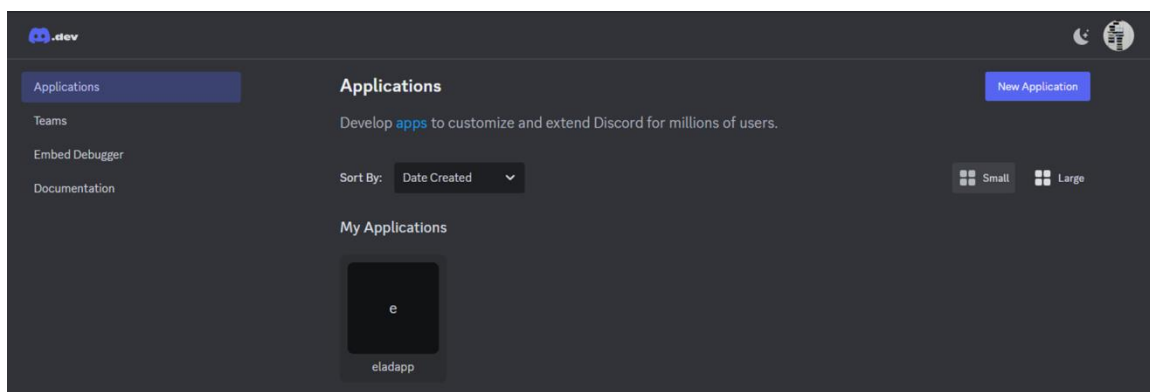 .dev
Applications
Teams
Embed Debugger
Documentation
Applications
New Application
Develop apps to customize and extend Discord for millions of users.
Sort By: Date Created
Small Large
My Applications
e
eladapp